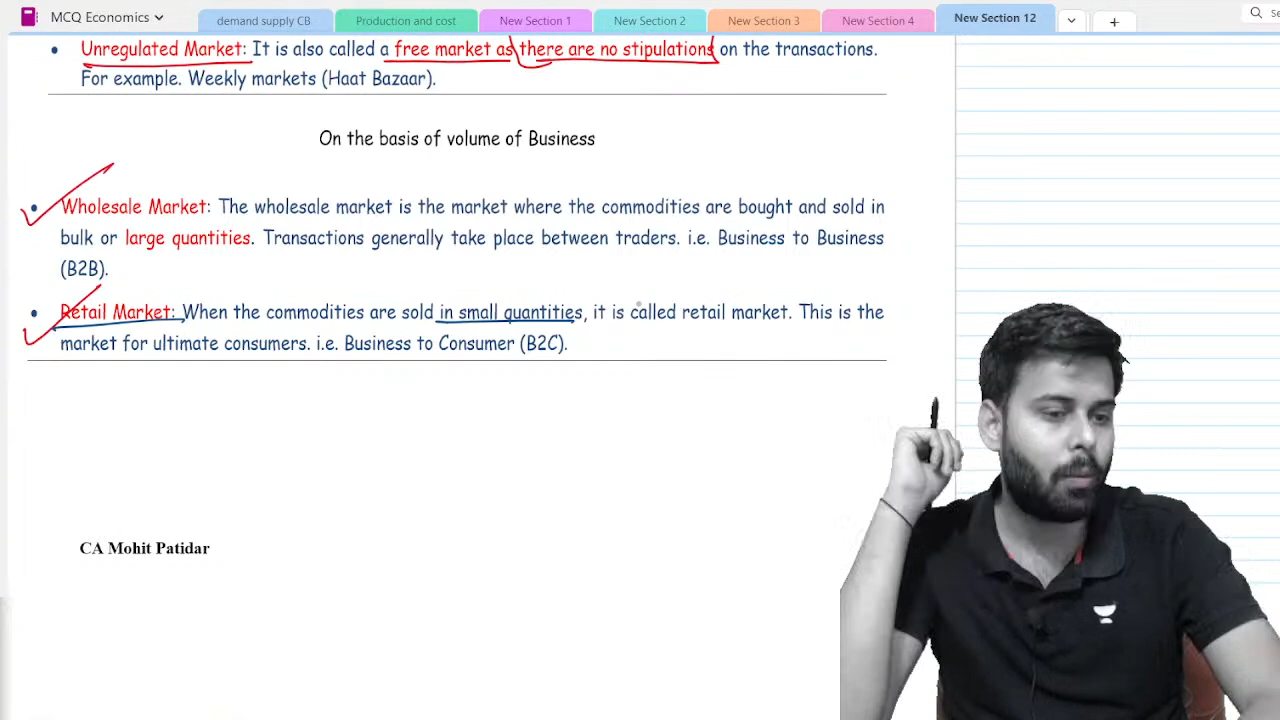 MCQ Economics
demand supply CB
Production and cost
New Section 1
New Section 2
New Section 3
New Section 4
New Section 12
Unregulated Market: It is also called a free market as there are no stipulations on the transactions.
For example. Weekly markets (Haat Bazaar).
On the basis of volume of Business
• Wholesale Market: The wholesale market is the market where the commodities are bought and sold in
bulk or large quantities. Transactions generally take place between traders. i.e. Business to Business
(B2B).
• Retail Market: When the commodities are sold in small quantities, it is called retail market. This is the
market for ultimate consumers. i.e. Business to Consumer (B2C).
CA Mohit Patidar